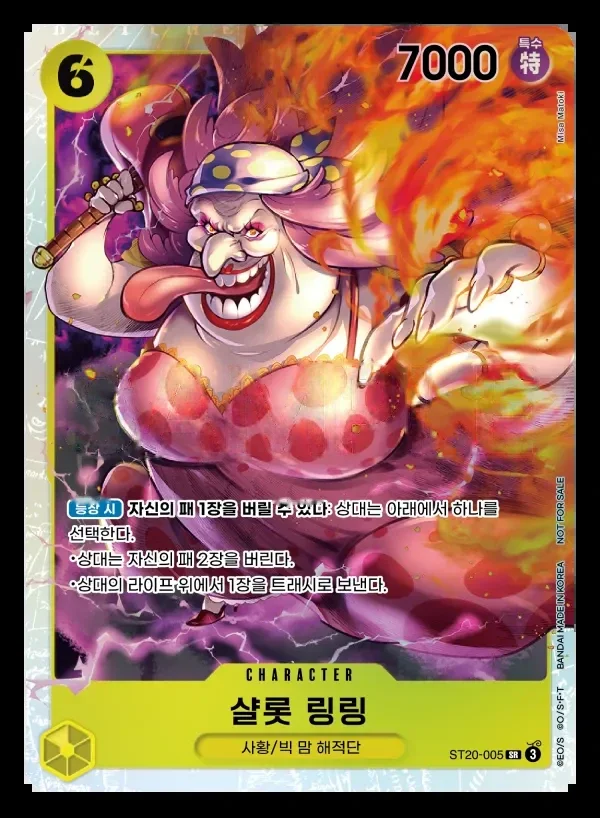 6
7000
특수
特
Misa Matoki
등장 시 자신의 패 1장을 버릴 수 있다: 상대는 아래에서 하나를
선택한다.
•상대는 자신의 패 2장을 버린다.
•상대의 라이프 위에서 1장을 트래시로 보낸다.
CHARACTER
샬롯 링링
사황/빅 맘 해적단
ST20-005 SR 3
©EO/S ©O/S·F·T BANDAI MADE IN KOREA NOT FOR SALE